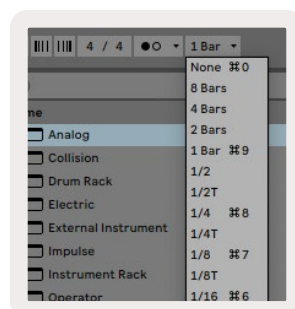 4 / 4 1 Bar
None ⌘0
8 Bars
4 Bars
2 Bars
1 Bar ⌘9
1/2
1/2T
1/4 ⌘8
1/4T
1/8 ⌘7
1/8T
1/16 ⌘6
me
Analog
Collision
Drum Rack
Electric
External Instrument
Impulse
Instrument Rack
Operator